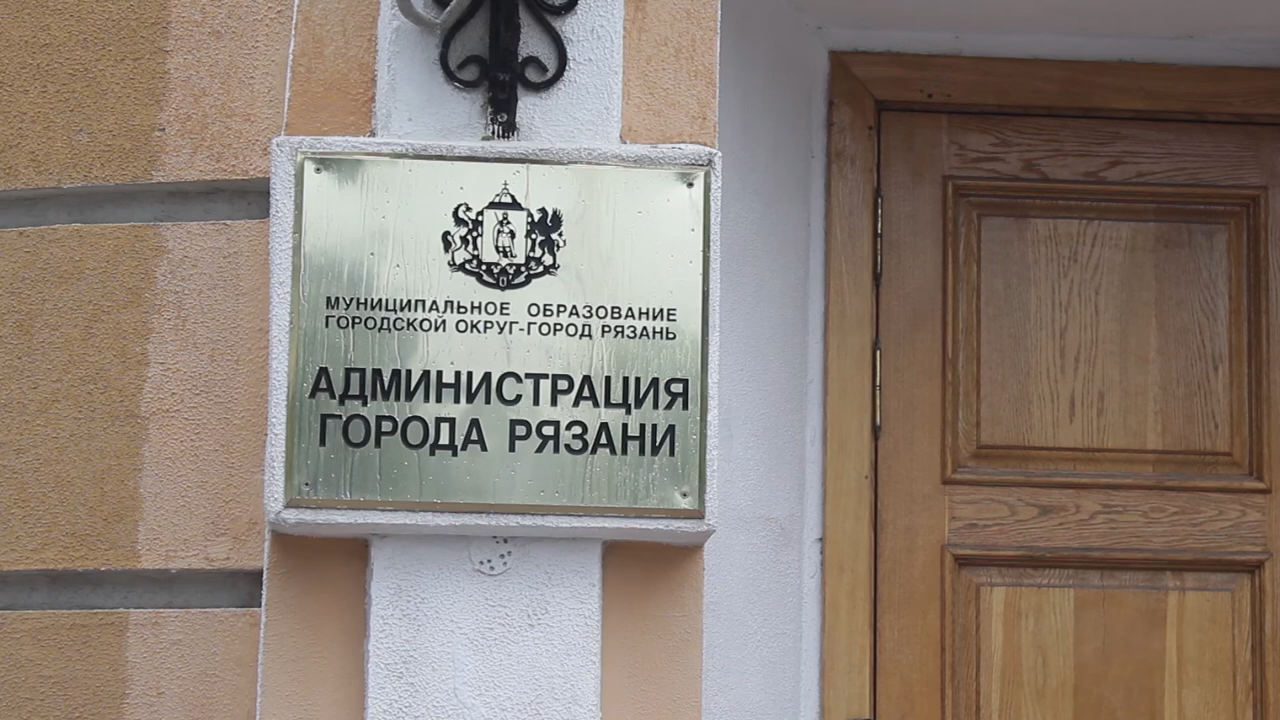 МУНИЦИПАЛЬНОЕ ОБРАЗОВАНИЕ
ГОРОДСКОЙ ОКРУГ-ГОРОД РЯЗАНЬ
АДМИНИСТРАЦИЯ
ГОРОДА РЯЗАНИ